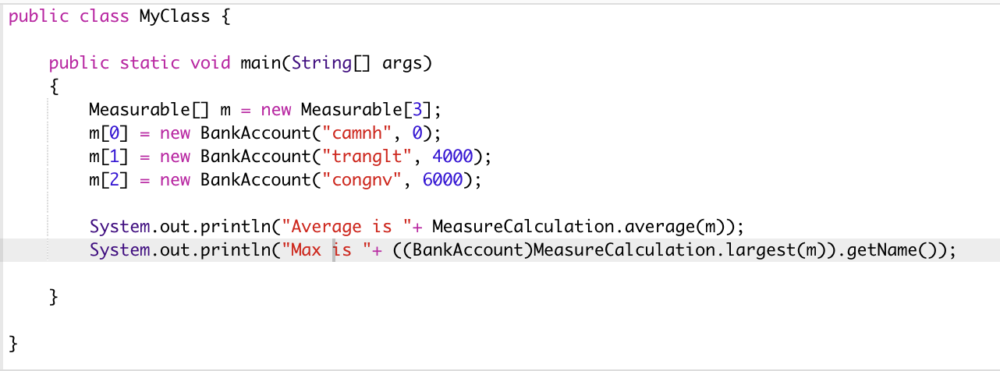 public class MyClass {
    public static void main(String[] args)
    {
        Measurable[] m = new Measurable[3];
        m[0] = new BankAccount("camnh", 0);
        m[1] = new BankAccount("tranglt", 4000);
        m[2] = new BankAccount("congnv", 6000);
        System.out.println("Average is "+ MeasureCalculation.average(m));
        System.out.println("Max is "+ ((BankAccount)MeasureCalculation.largest(m)).getName());
    }
}